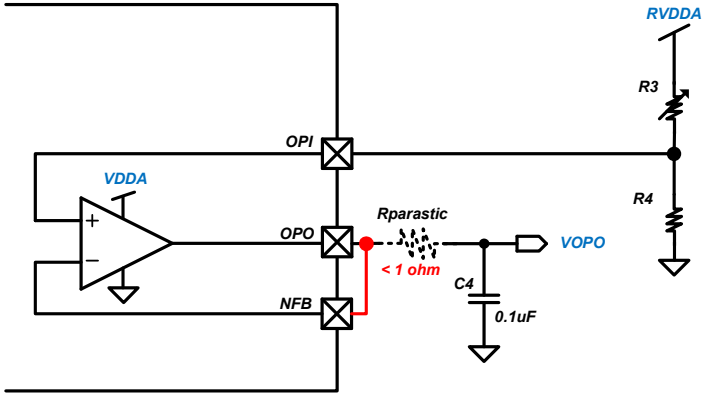 RVDDA
R3
OPI
VDDA
R4
+
OPO
Rparastic
VOPO
−
< 1 ohm
C4
NFB
0.1uF